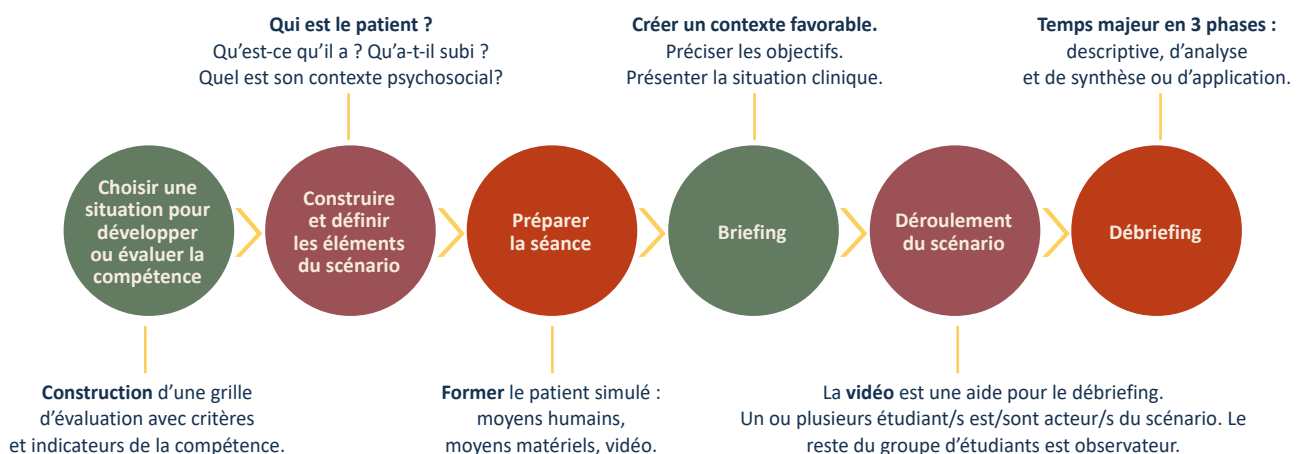 Qui est le patient ?
Qu’est-ce qu’il a ? Qu’a-t-il subi ?
Quel est son contexte psychosocial?
Créer un contexte favorable.
Préciser les objectifs.
Présenter la situation clinique.
Temps majeur en 3 phases :
descriptive, d’analyse
et de synthèse ou d’application.
Choisir une
situation pour
développer
ou évaluer la
compétence
Construire
et définir
les éléments
du scénario
Préparer
la séance
Briefing
Déroulement
du scénario
Débriefing
Construction d’une grille
d’évaluation avec critères
et indicateurs de la compétence.
Former le patient simulé :
moyens humains,
moyens matériels, vidéo.
La vidéo est une aide pour le débriefing.
Un ou plusieurs étudiant/s est/sont acteur/s du scénario. Le
reste du groupe d’étudiants est observateur.